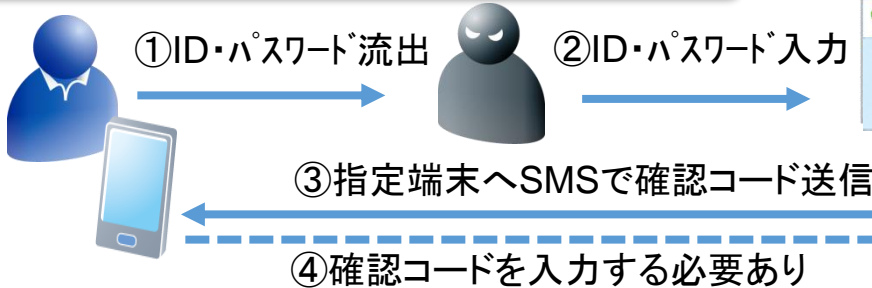 ①ID・ﾊﾟｽﾜｰﾄﾞ流出
②ID・ﾊﾟｽﾜｰﾄﾞ入力
③指定端末へSMSで確認コード送信
④確認コードを入力する必要あり